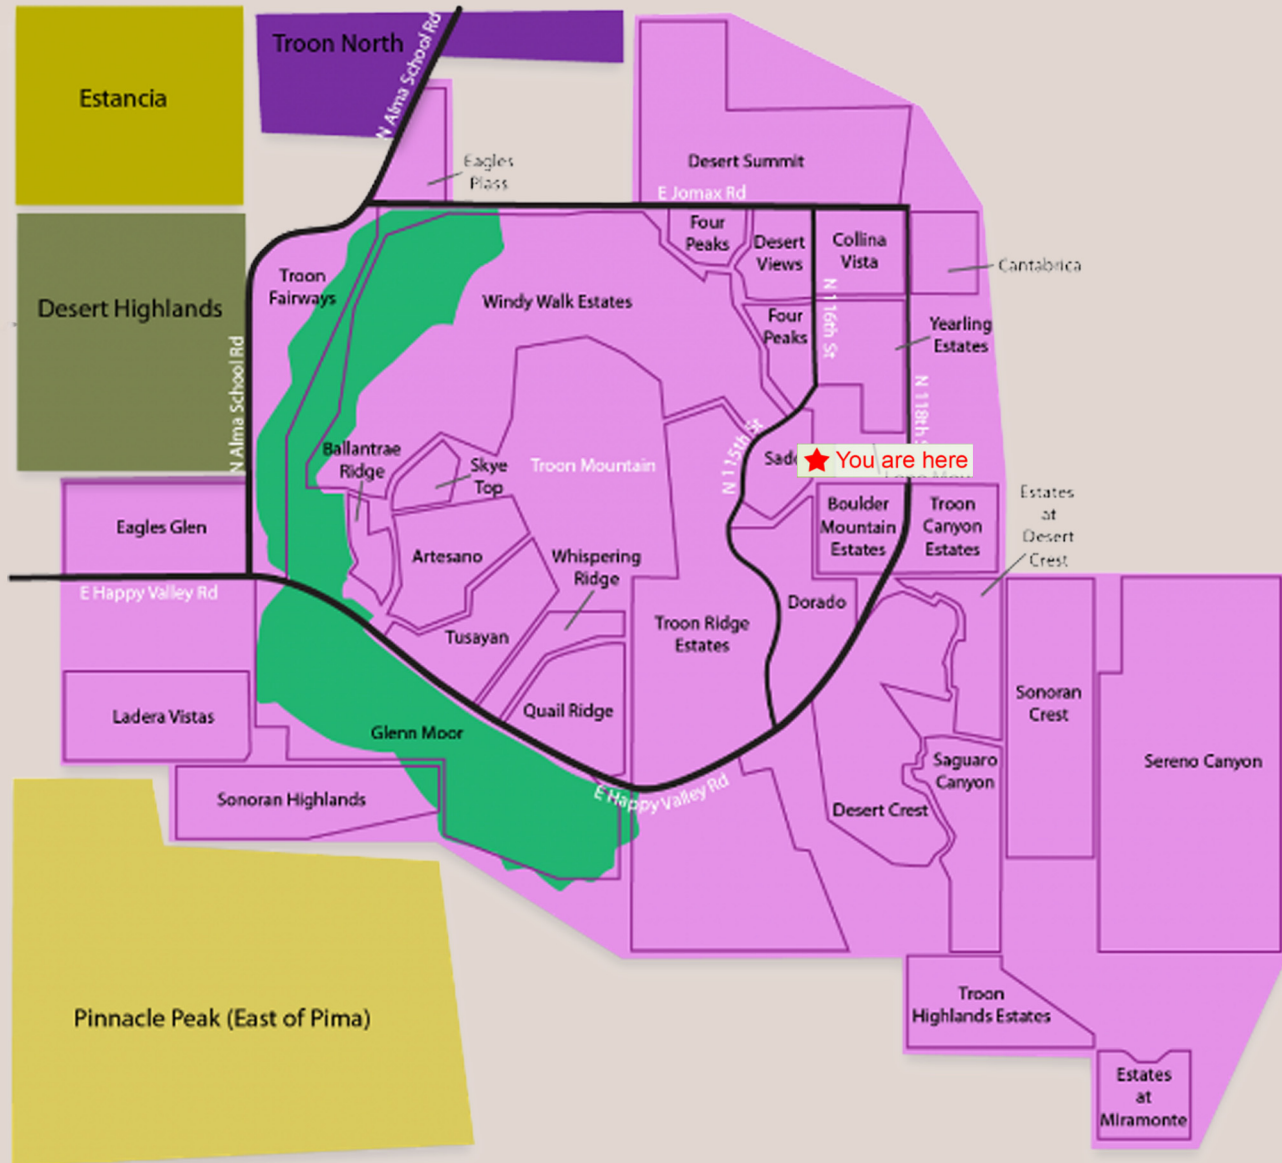 Troon North
N Alma School Rd
Estancia
Eagles
Plass
Desert Summit
E Jomax Rd
Four
Peaks
Desert
Views
Collina
Vista
Cantabrica
Troon
Fairways
Windy Walk Estates
Desert Highlands
N Alma School Rd
Four
Peaks
N 116th St
Yearling
Estates
N 118th
N 115th St
Ballantrae
Ridge
Skye
Top
Troon Mountain
You are here
Eagles Glen
Artesano
Whispering
Ridge
Boulder
Mountain
Estates
Troon
Canyon
Estates
Estates
at
Desert
Crest
E Happy Valley Rd
Dorado
Tusayan
Troon Ridge
Estates
Ladera Vistas
Glenn Moor
Quail Ridge
Sonoran
Crest
Sereno Canyon
Saguaro
Canyon
Sonoran Highlands
E Happy Valley Rd
Desert Crest
Pinnacle Peak (East of Pima)
Troon
Highlands Estates
Estates
at
Miramonte